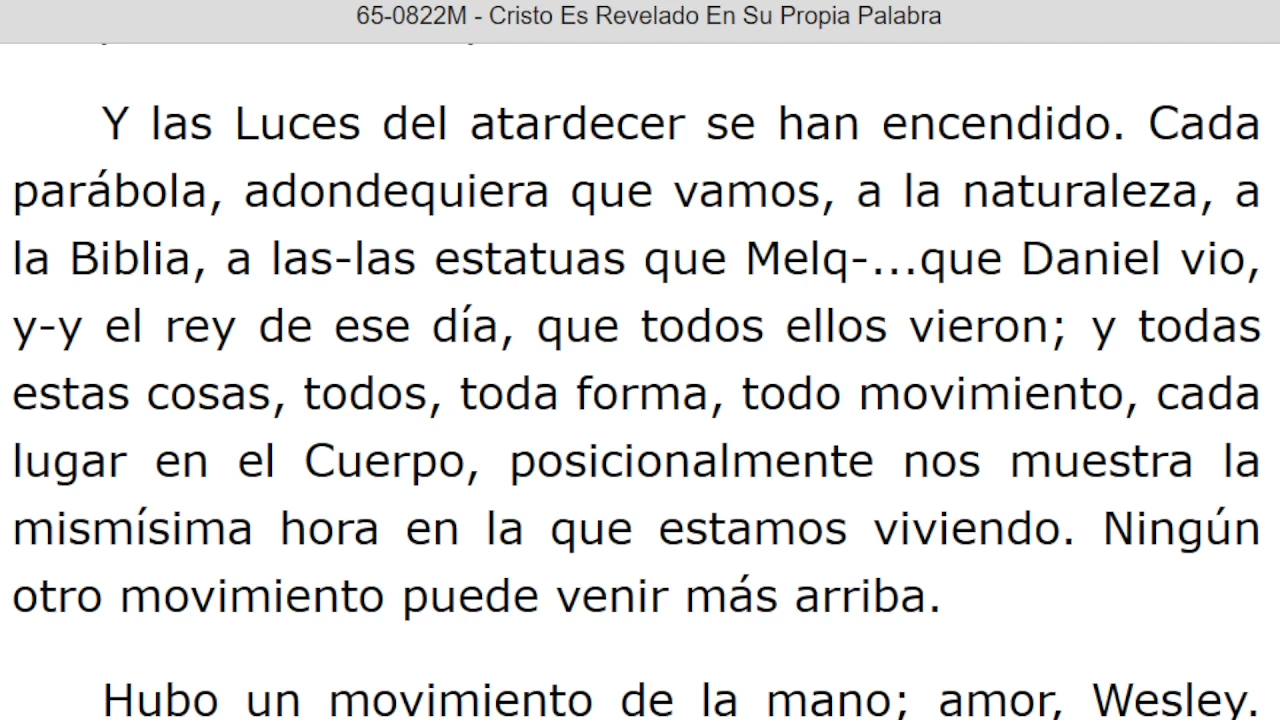 65-0822M - Cristo Es Revelado En Su Propia Palabra
Y las Luces del atardecer se han encendido. Cada
parábola, adondequiera que vamos, a la naturaleza, a
la Biblia, a las-las estatuas que Melq-...que Daniel vio,
y-y el rey de ese día, que todos ellos vieron; y todas
estas cosas, todos, toda forma, todo movimiento, cada
lugar en el Cuerpo, posicionalmente nos muestra la
mismísima hora en la que estamos viviendo. Ningún
otro movimiento puede venir más arriba.
Hubo un movimiento de la mano; amor, Wesley.